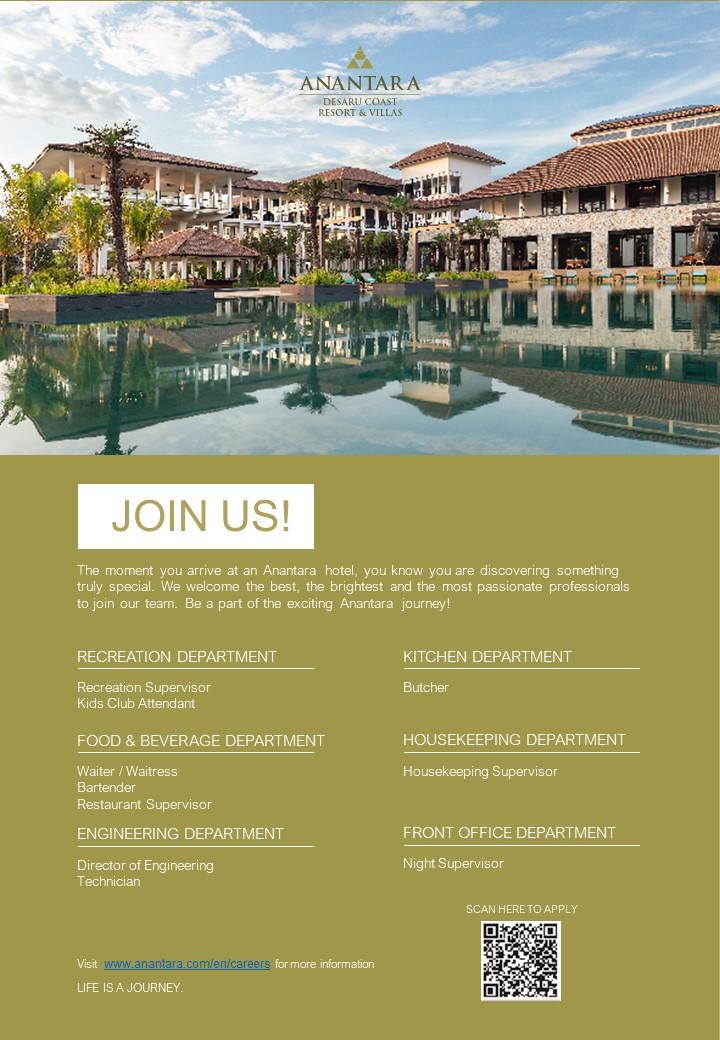 ANANTARA
DESARU COAST
RESORT & VILLAS
JOIN US!
The moment you arrive at an Anantara hotel, you know you are discovering something
truly special. We welcome the best, the brightest and the most passionate professionals
to join our team. Be a part of the exciting Anantara journey!
RECREATION DEPARTMENT
Recreation Supervisor
Kids Club Attendant
FOOD & BEVERAGE DEPARTMENT
Waiter / Waitress
Bartender
Restaurant Supervisor
ENGINEERING DEPARTMENT
Director of Engineering
Technician
KITCHEN DEPARTMENT
Butcher
HOUSEKEEPING DEPARTMENT
Housekeeping Supervisor
FRONT OFFICE DEPARTMENT
Night Supervisor
SCAN HERE TO APPLY
Visit www.anantara.com/en/careers for more information
LIFE IS A JOURNEY.